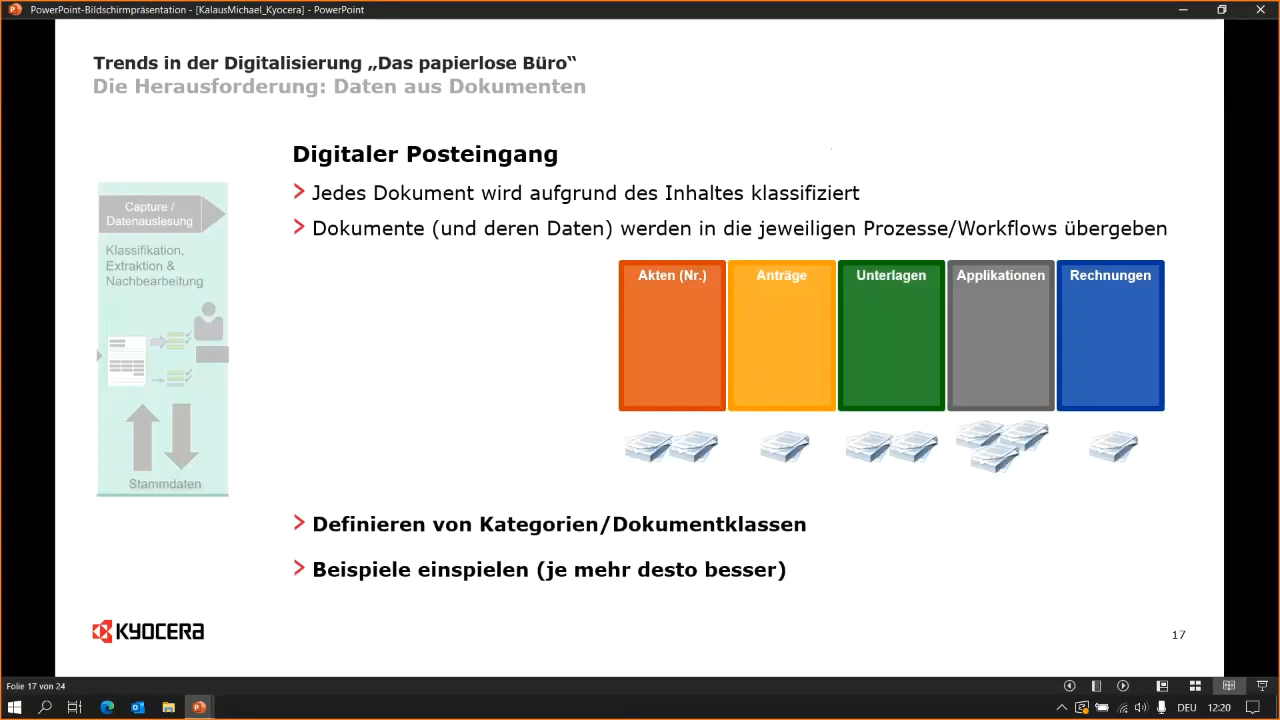 PowerPoint-Bildschirmpräsentation - [KalausMichael_Kyocera] - PowerPoint
Trends in der Digitalisierung „Das papierlose Büro“
Die Herausforderung: Daten aus Dokumenten
Digitaler Posteingang
Jedes Dokument wird aufgrund des Inhaltes klassifiziert
Dokumente (und deren Daten) werden in die jeweiligen Prozesse/Workflows übergeben
Capture /
Datenauslesung
Klassifikation,
Extraktion &
Nachbearbeitung
Stammdaten
Akten (Nr.)
Anträge
Unterlagen
Applikationen
Rechnungen
Definieren von Kategorien/Dokumentklassen
Beispiele einspielen (je mehr desto besser)
KYOCERA
17
Folie 17 von 24
DEU
12:20